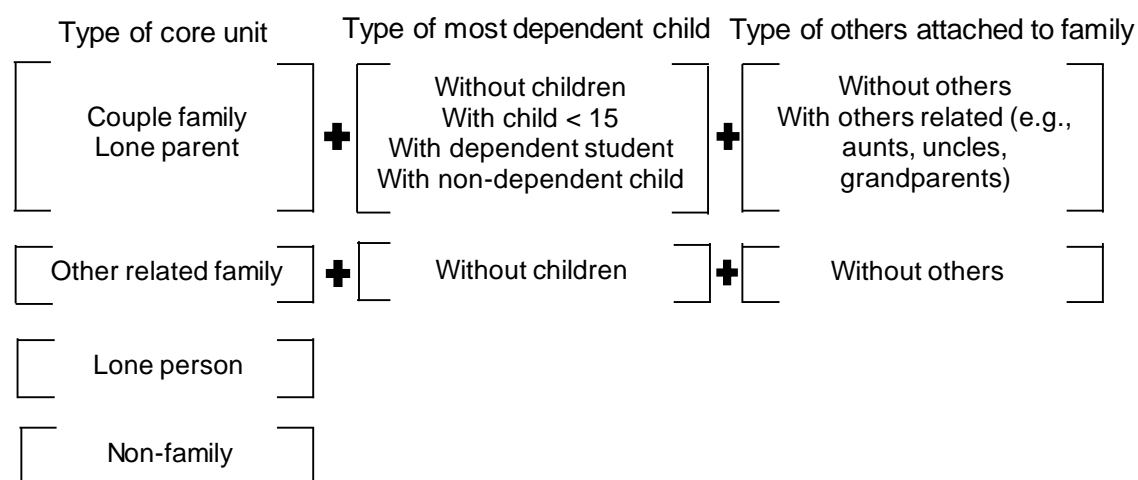 Type of core unit
Type of most dependent child
Type of others attached to family
Couple family
Lone parent
Without children
With child < 15
With dependent student
With non-dependent child
Without others
With others related (e.g.,
aunts, uncles,
grandparents)
Other related family
Without children
Without others
Lone person
Non-family